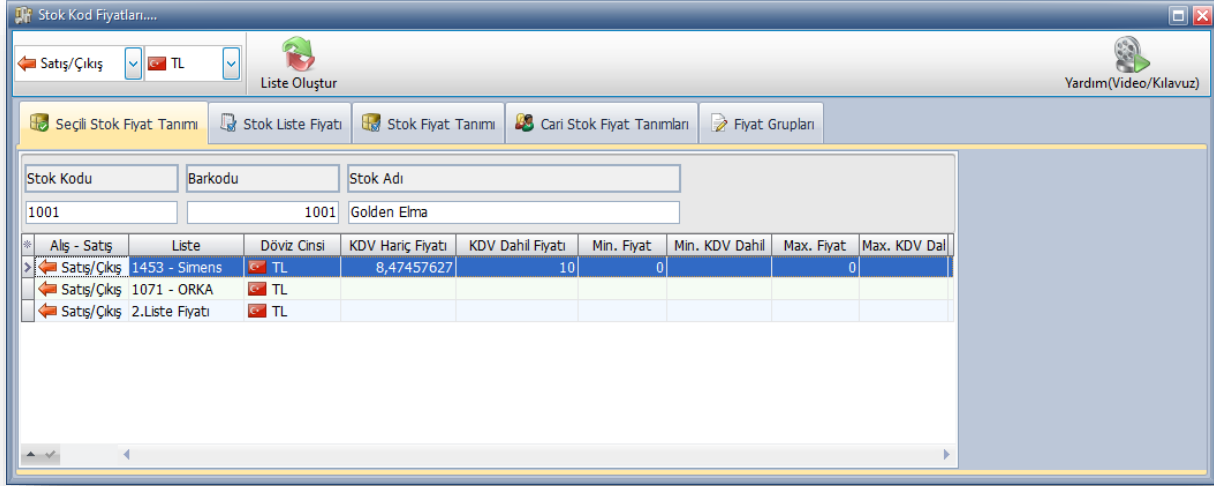 Stok Kod Fiyatları....
Satış/Çıkış TL
Liste Oluştur
Yardım(Video/Kılavuz)
Seçili Stok Fiyat Tanımı Stok Liste Fiyatı Stok Fiyat Tanımı Cari Stok Fiyat Tanımları Fiyat Grupları
Stok Kodu Barkodu Stok Adı
1001 1001 Golden Elma
Alış - Satış Liste Döviz Cinsi KDV Hariç Fiyatı KDV Dahil Fiyatı Min. Fiyat Min. KDV Dahil Max. Fiyat Max. KDV Dal
Satış/Çıkış 1453 - Simens TL 8,47457627 10 0 0
Satış/Çıkış 1071 - ORKA TL
Satış/Çıkış 2.Liste Fiyatı TL